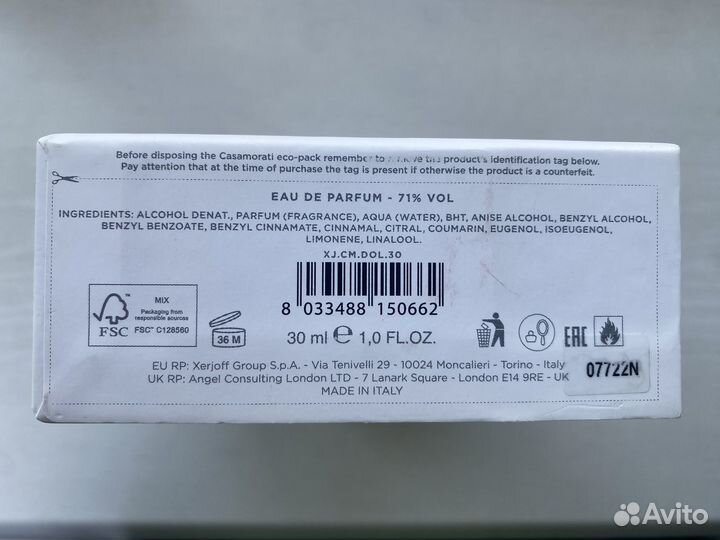 Before disposing the Casamorati eco-pack remember to remove the product's identification tag below.
Pay attention that at the time of purchase the tag is present if otherwise the product is a counterfeit.
EAU DE PARFUM - 71% VOL
INGREDIENTS: ALCOHOL DENAT., PARFUM (FRAGRANCE), AQUA (WATER), BHT, ANISE ALCOHOL, BENZYL ALCOHOL,
BENZYL BENZOATE, BENZYL CINNAMATE, CINNAMAL, CITRAL, COUMARIN, EUGENOL, ISOEUGENOL,
LIMONENE, LINALOOL.
XJ.CM.DOL.30
8 033488 150662
FSC
MIX
Packaging from
responsible sources
FSC™ C128560
36 M
30 ml e 1,0 FL.OZ.
EAC
EU RP: Xerjoff Group S.p.A. - Via Tenivelli 29 - 10024 Moncalieri - Torino - Italy
UK RP: Angel Consulting London LTD - 7 Lanark Square - London E14 9RE - UK
MADE IN ITALY
07722N
Avito